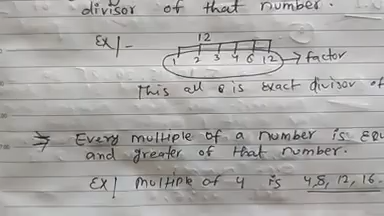 divisor of that number.
Ex/- 12
1 2 3 4 6 12 → factor
This all is exact divisor of
⇒ Every multiple of a number is equ
and greater of that number.
Ex/ multiple of 4 is 4, 8, 12, 16.